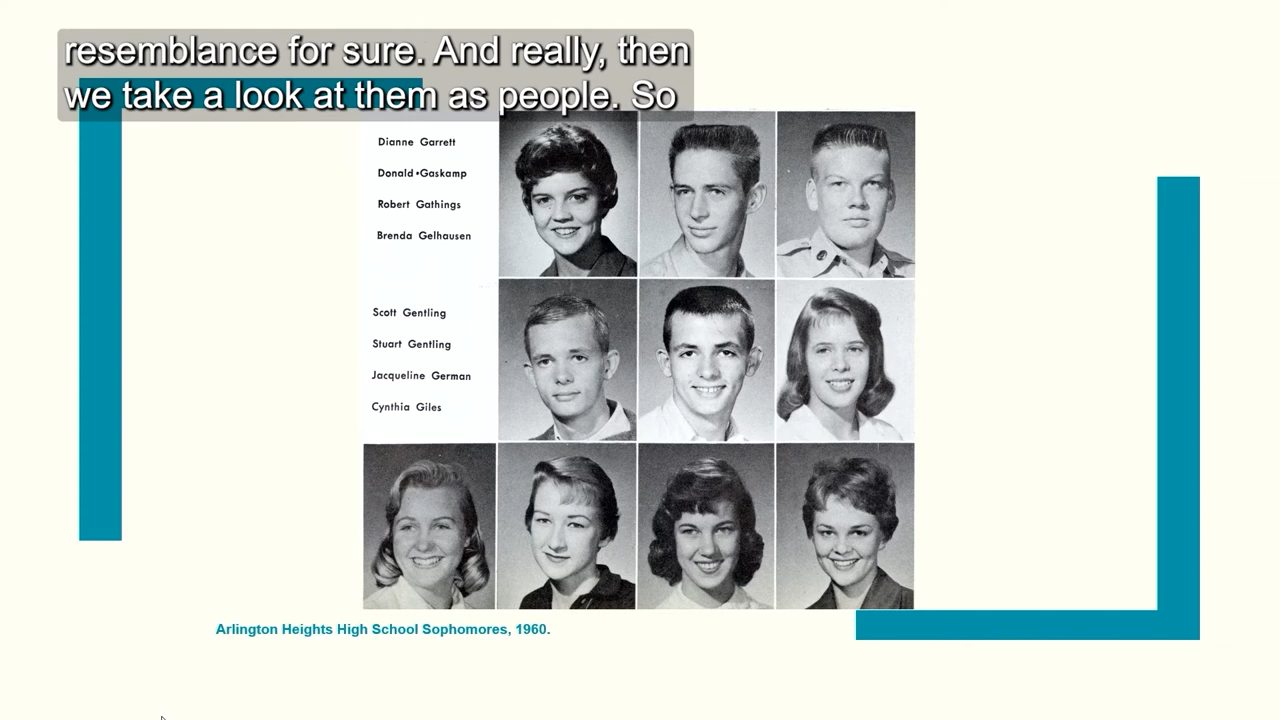 resemblance for sure. And really, then
we take a look at them as people. So
Dianne Garrett
Donald•Gaskamp
Robert Gathings
Brenda Gelhausen
Scott Gentling
Stuart Gentling
Jacqueline German
Cynthia Giles
Arlington Heights High School Sophomores, 1960.